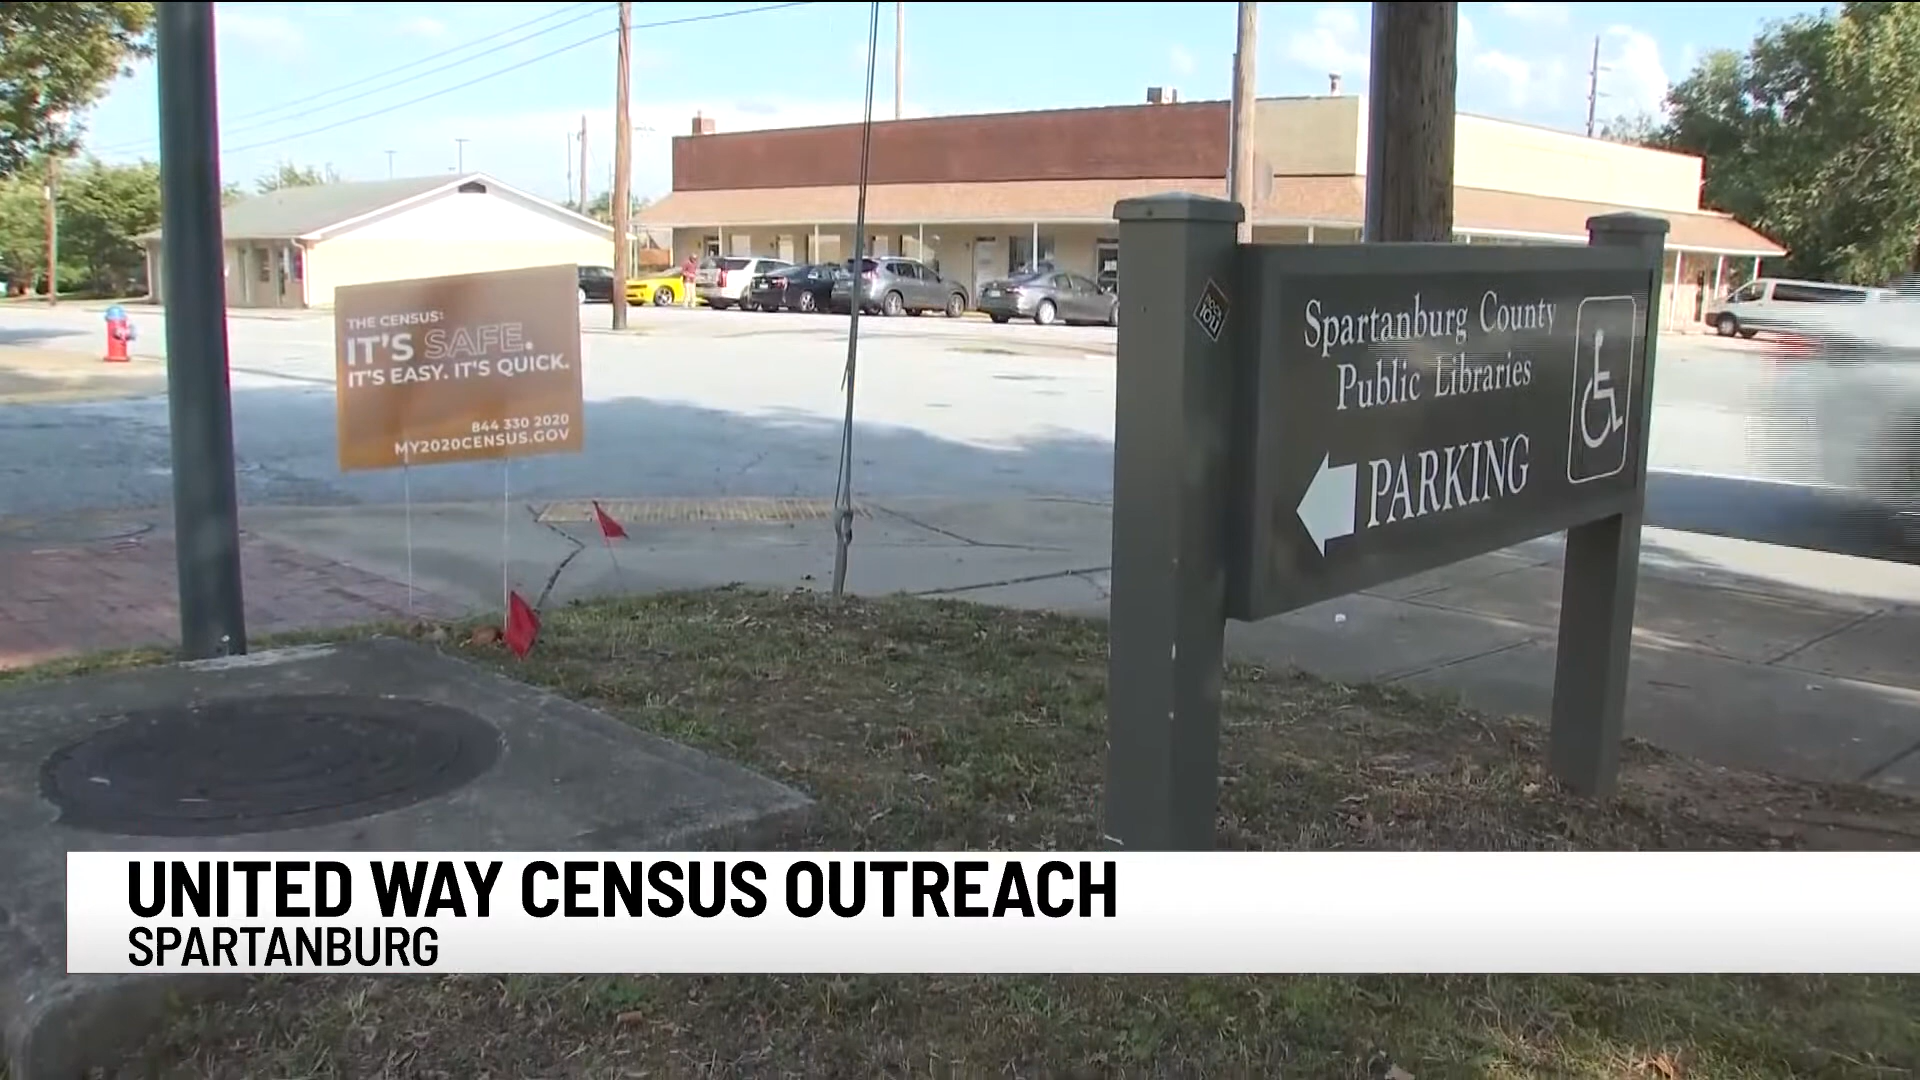 THE CENSUS:
IT'S SAFE.
IT'S EASY. IT'S QUICK.
844 330 2020
MY2020CENSUS.GOV
Spartanburg County
Public Libraries
PARKING
UNITED WAY CENSUS OUTREACH
SPARTANBURG